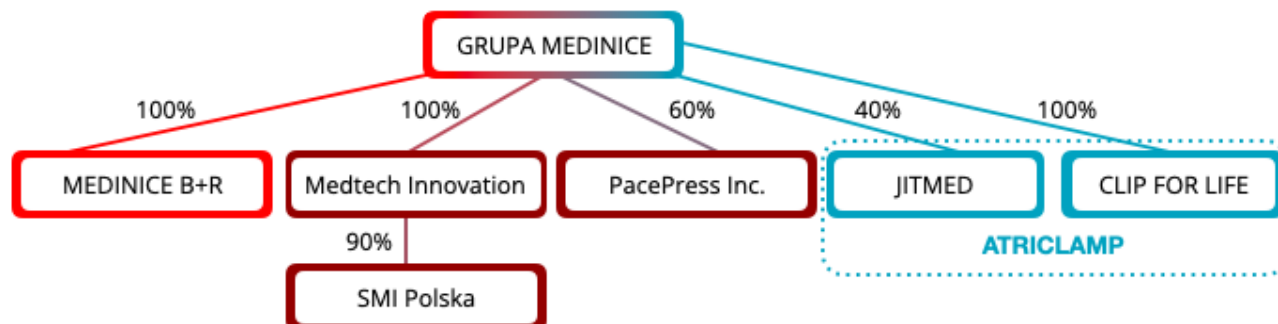 GRUPA MEDINICE
100%
100%
60%
40%
100%
MEDINICE B+R
Medtech Innovation
PacePress Inc.
JITMED
CLIP FOR LIFE
90%
ATRICLAMP
SMI Polska